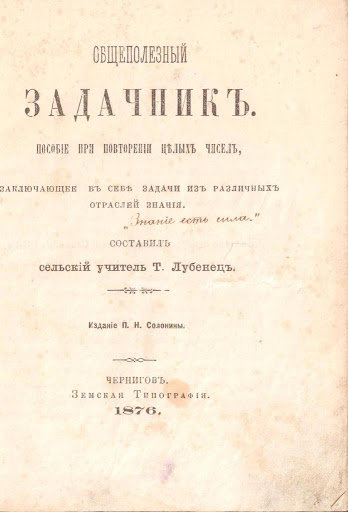 ОБЩЕПОЛЕЗНЫЙ
ЗАДАЧНИКЪ.
ПОСОБІЕ ПРИ ПОВТОРЕНІИ ЦѢЛЫХЪ ЧИСЕЛЪ,
ЗАКЛЮЧАЮЩЕЕ ВЪ СЕБѢ ЗАДАЧИ ИЗЪ РАЗЛИЧНЫХЪ
ОТРАСЛЕЙ ЗНАНІЯ.
„Знаніе есть сила."
СОСТАВИЛЪ
сельскій учитель Т. Лубенецъ.
Изданіе П. Н. Солонины.
ЧЕРНИГОВЪ.
Земская Типографія.
1876.